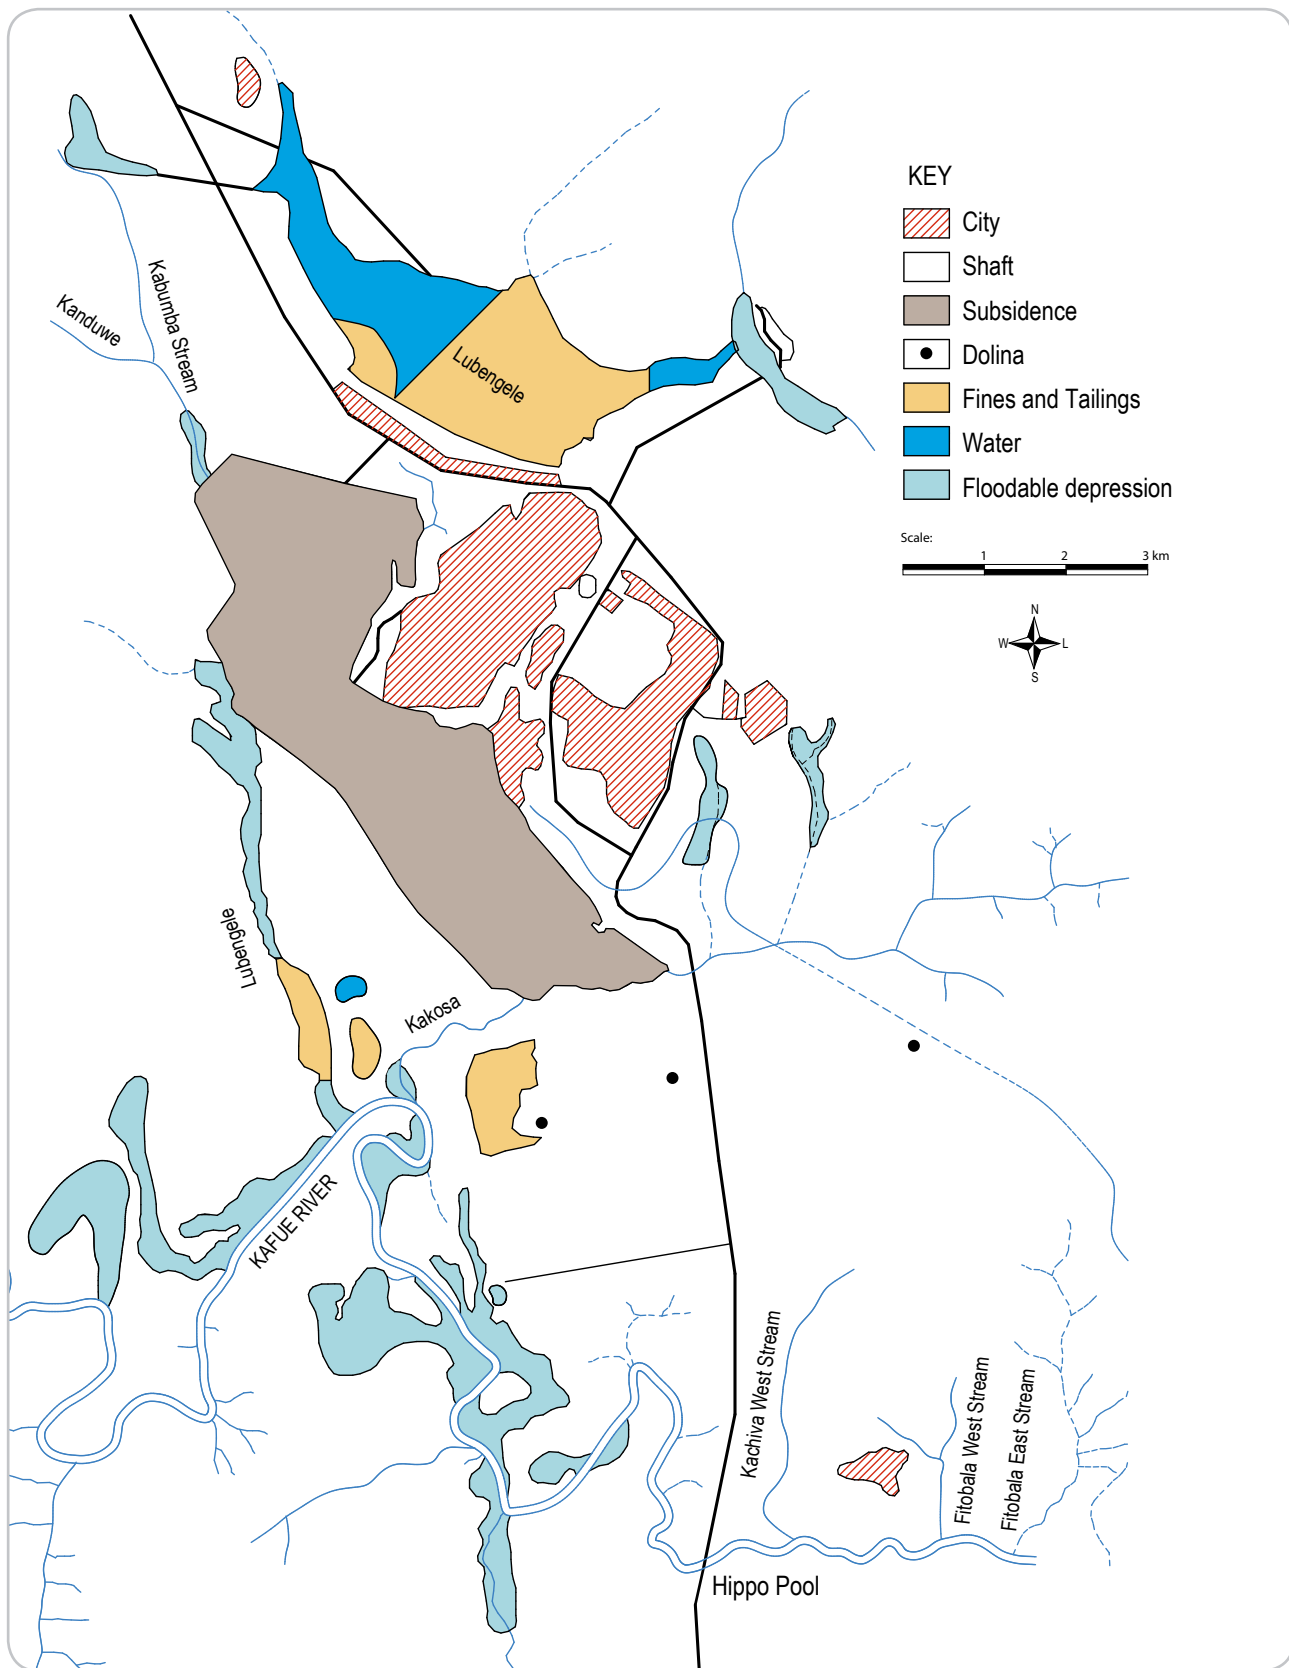 KEY
City
Shaft
Subsidence
Dolina
Fines and Tailings
Water
Floodable depression
Scale:
1 2 3 km
N
W L
S
Kabumba Stream
Kanduwe
Lubengele
Lubengele
Kakosa
KAFUE RIVER
Kachiva West Stream
Fitobala West Stream
Fitobala East Stream
Hippo Pool